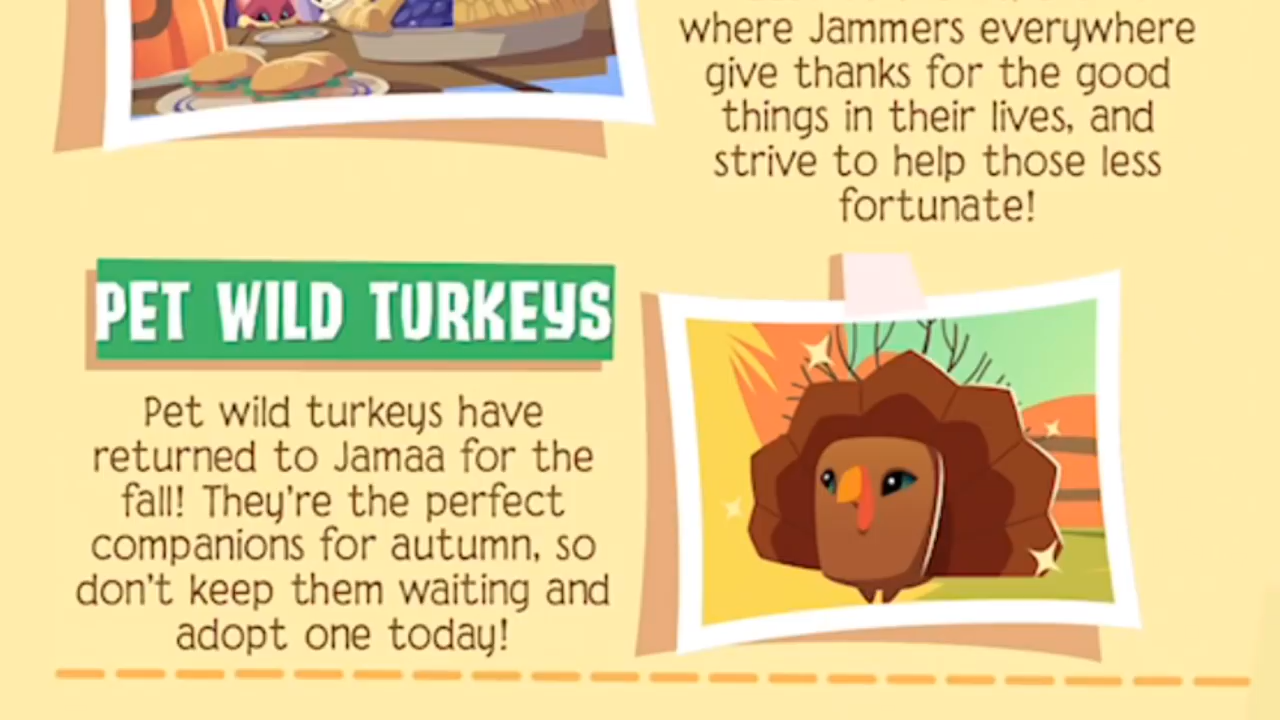 where Jammers everywhere
give thanks for the good
things in their lives, and
strive to help those less
fortunate!
PET WILD TURKEYS
Pet wild turkeys have
returned to Jamaa for the
fall! They're the perfect
companions for autumn, so
don't keep them waiting and
adopt one today!